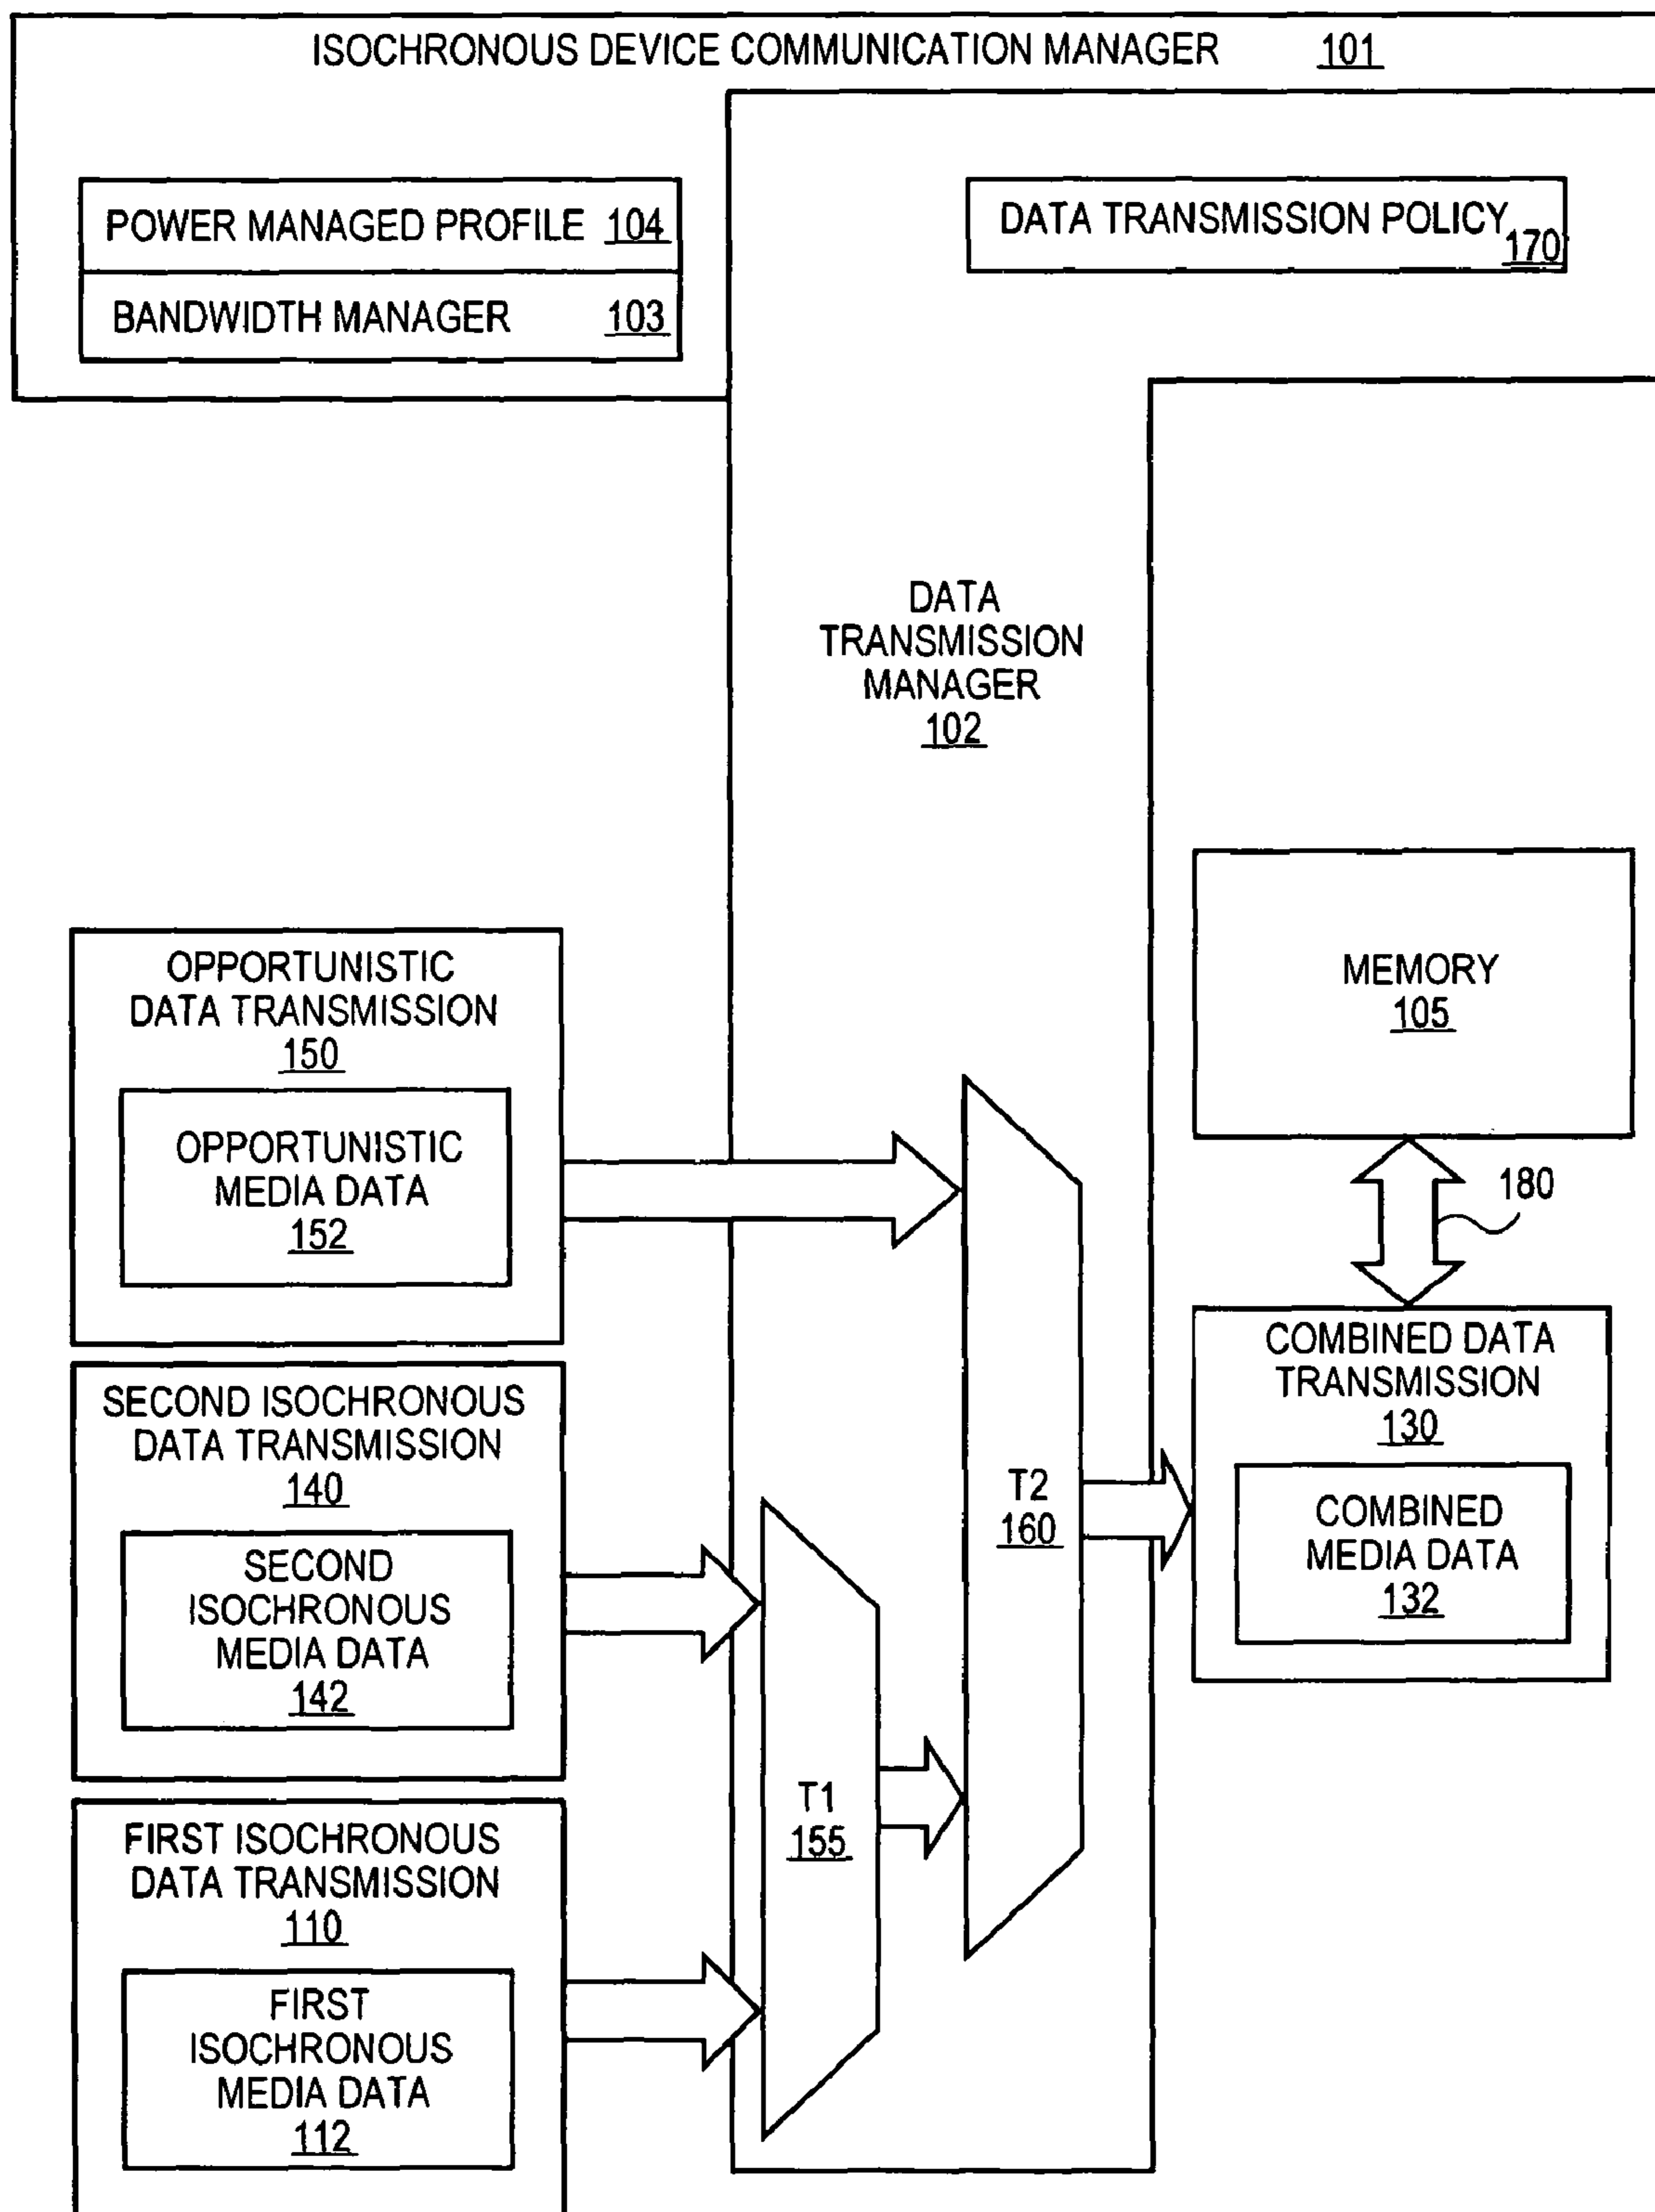 ISOCHRONOUS DEVICE COMMUNICATION MANAGER 101
POWER MANAGED PROFILE 104
BANDWIDTH MANAGER 103
DATA TRANSMISSION POLICY 170
DATA
TRANSMISSION
MANAGER
102
MEMORY
105
180
OPPORTUNISTIC
DATA TRANSMISSION
150
OPPORTUNISTIC
MEDIA DATA
152
SECOND ISOCHRONOUS
DATA TRANSMISSION
140
SECOND
ISOCHRONOUS
MEDIA DATA
142
FIRST ISOCHRONOUS
DATA TRANSMISSION
110
FIRST
ISOCHRONOUS
MEDIA DATA
112
T1
155
T2
160
COMBINED DATA
TRANSMISSION
130
COMBINED
MEDIA DATA
132